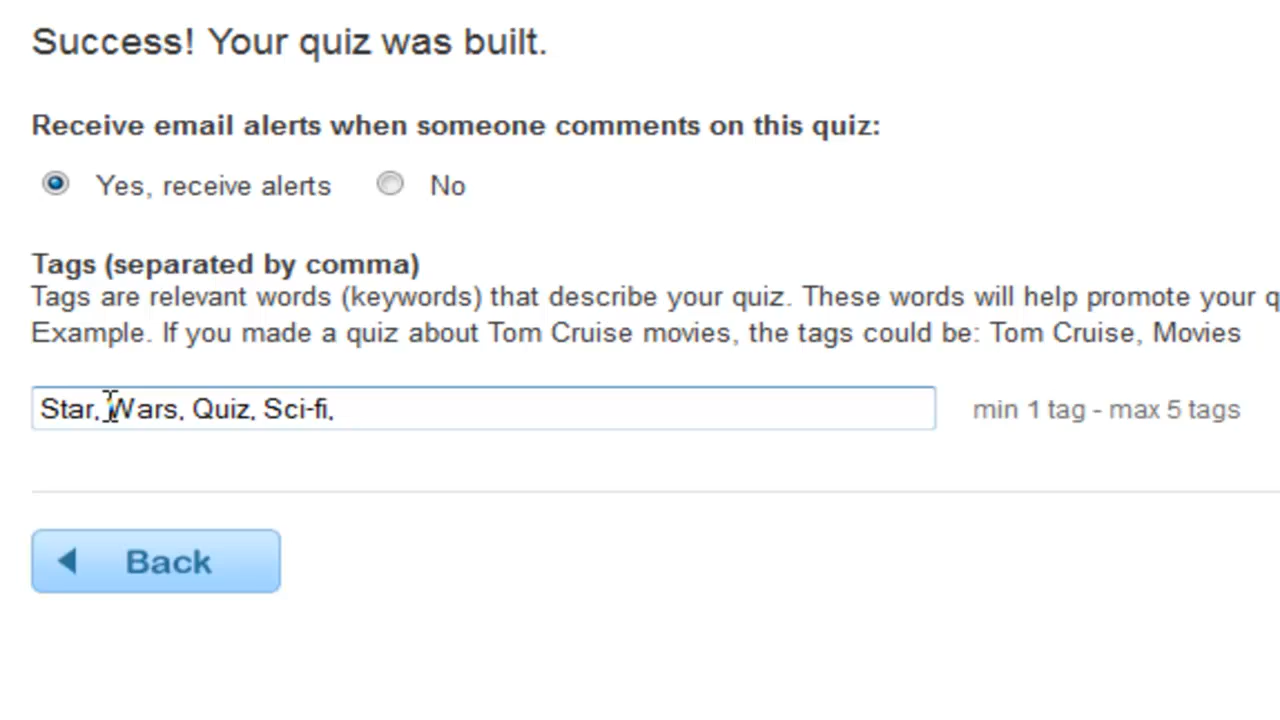 Success! Your quiz was built.
Receive email alerts when someone comments on this quiz:
Yes, receive alerts No
Tags (separated by comma)
Tags are relevant words (keywords) that describe your quiz. These words will help promote your q
Example. If you made a quiz about Tom Cruise movies, the tags could be: Tom Cruise, Movies
Star, Wars, Quiz, Sci-fi, min 1 tag - max 5 tags
Back